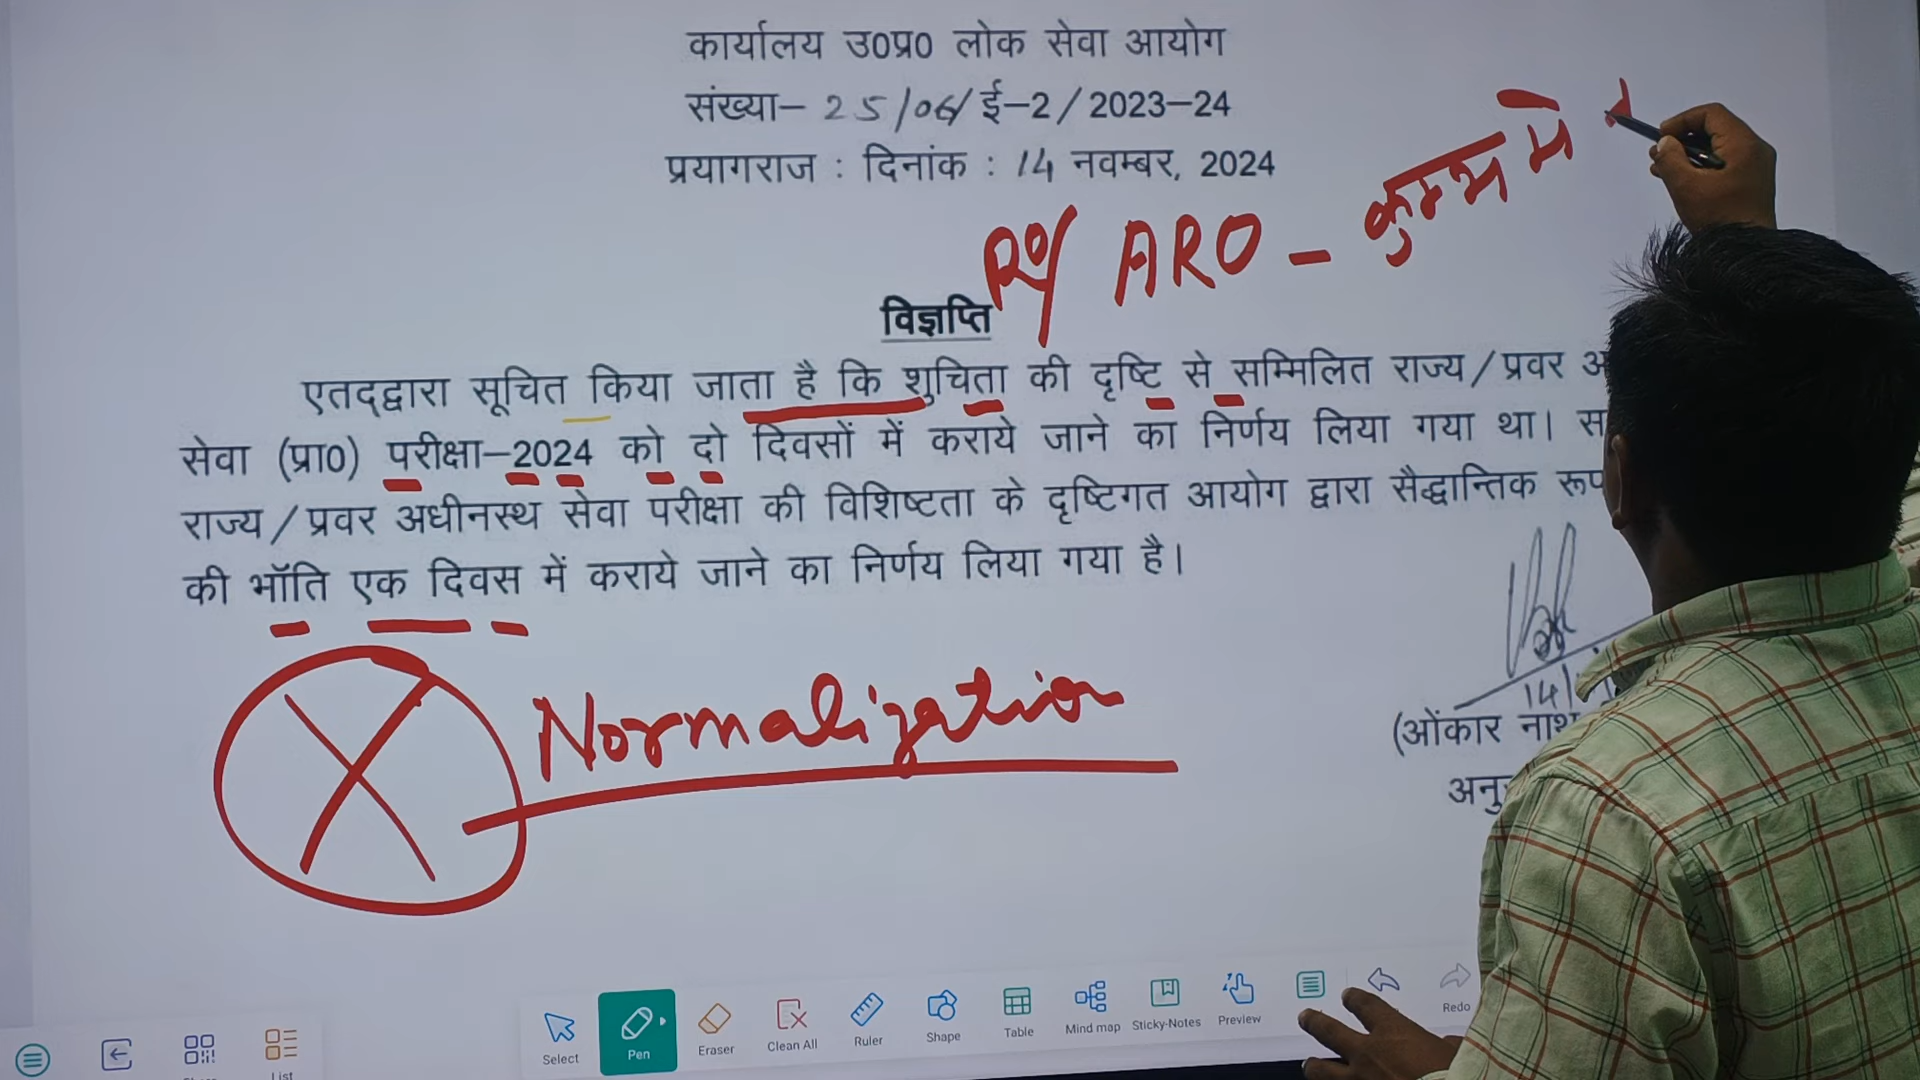 कार्यालय उ0प्र0 लोक सेवा आयोग
संख्या– 25/06/ई–2/2023–24
प्रयागराज : दिनांक : 14 नवम्बर, 2024
RO/ ARO - कुम्भ मे
विज्ञप्ति
एतद्द्वारा सूचित किया जाता है कि शुचिता की दृष्टि से सम्मिलित राज्य/प्रवर
सेवा (प्रा0) परीक्षा–2024 को दो दिवसों में कराये जाने का निर्णय लिया गया था।
राज्य/प्रवर अधीनस्थ सेवा परीक्षा की विशिष्टता के दृष्टिगत आयोग द्वारा सैद्धान्तिक
की भॉति एक दिवस में कराये जाने का निर्णय लिया गया है।
Normalization
14/
(ओंकार नाथ
Select
Pen
Eraser
Clean All
Ruler
Shape
Table
Mind map
Sticky-Notes
Preview
Redo
List